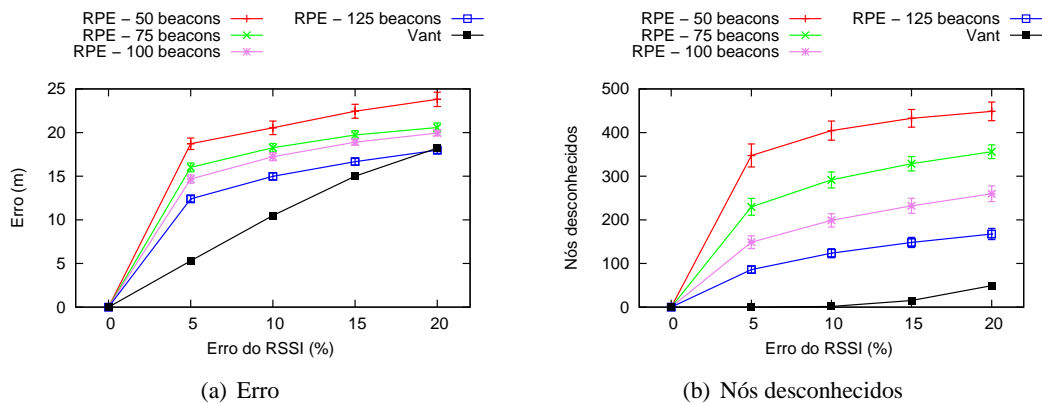 RPE − 50 beacons
RPE − 75 beacons
RPE − 100 beacons
RPE − 125 beacons
Vant
Erro (m)
25
20
15
10
5
0
0 5 10 15 20
Erro do RSSI (%)
(a) Erro
RPE − 50 beacons
RPE − 75 beacons
RPE − 100 beacons
RPE − 125 beacons
Vant
Nós desconhecidos
500
400
300
200
100
0
0 5 10 15 20
Erro do RSSI (%)
(b) Nós desconhecidos